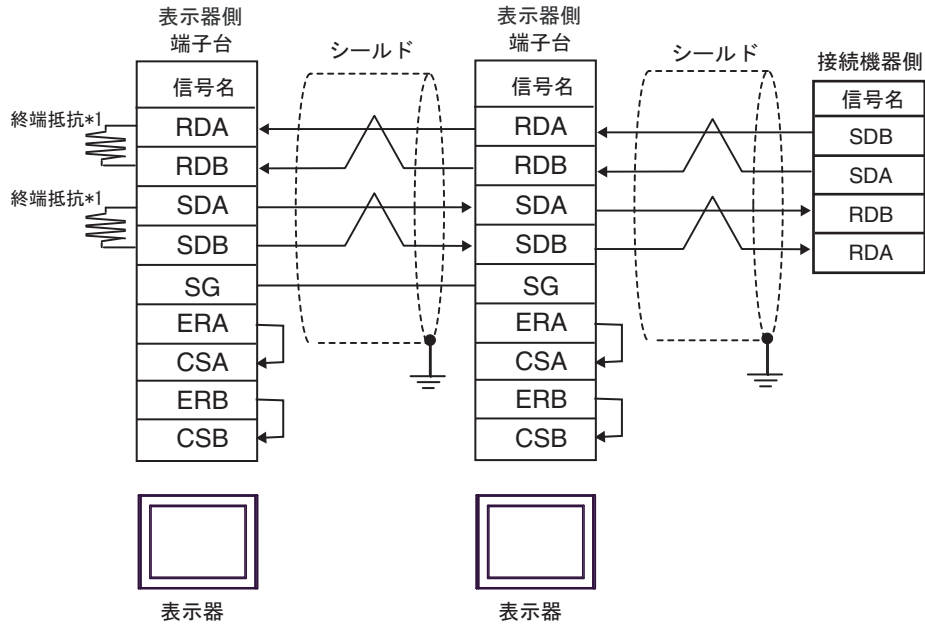 表示器側
端子台
信号名
RDA
RDB
SDA
SDB
SG
ERA
CSA
ERB
CSB
終端抵抗*1
終端抵抗*1
シールド
表示器側
端子台
信号名
RDA
RDB
SDA
SDB
SG
ERA
CSA
ERB
CSB
シールド
接続機器側
信号名
SDB
SDA
RDB
RDA
表示器
表示器